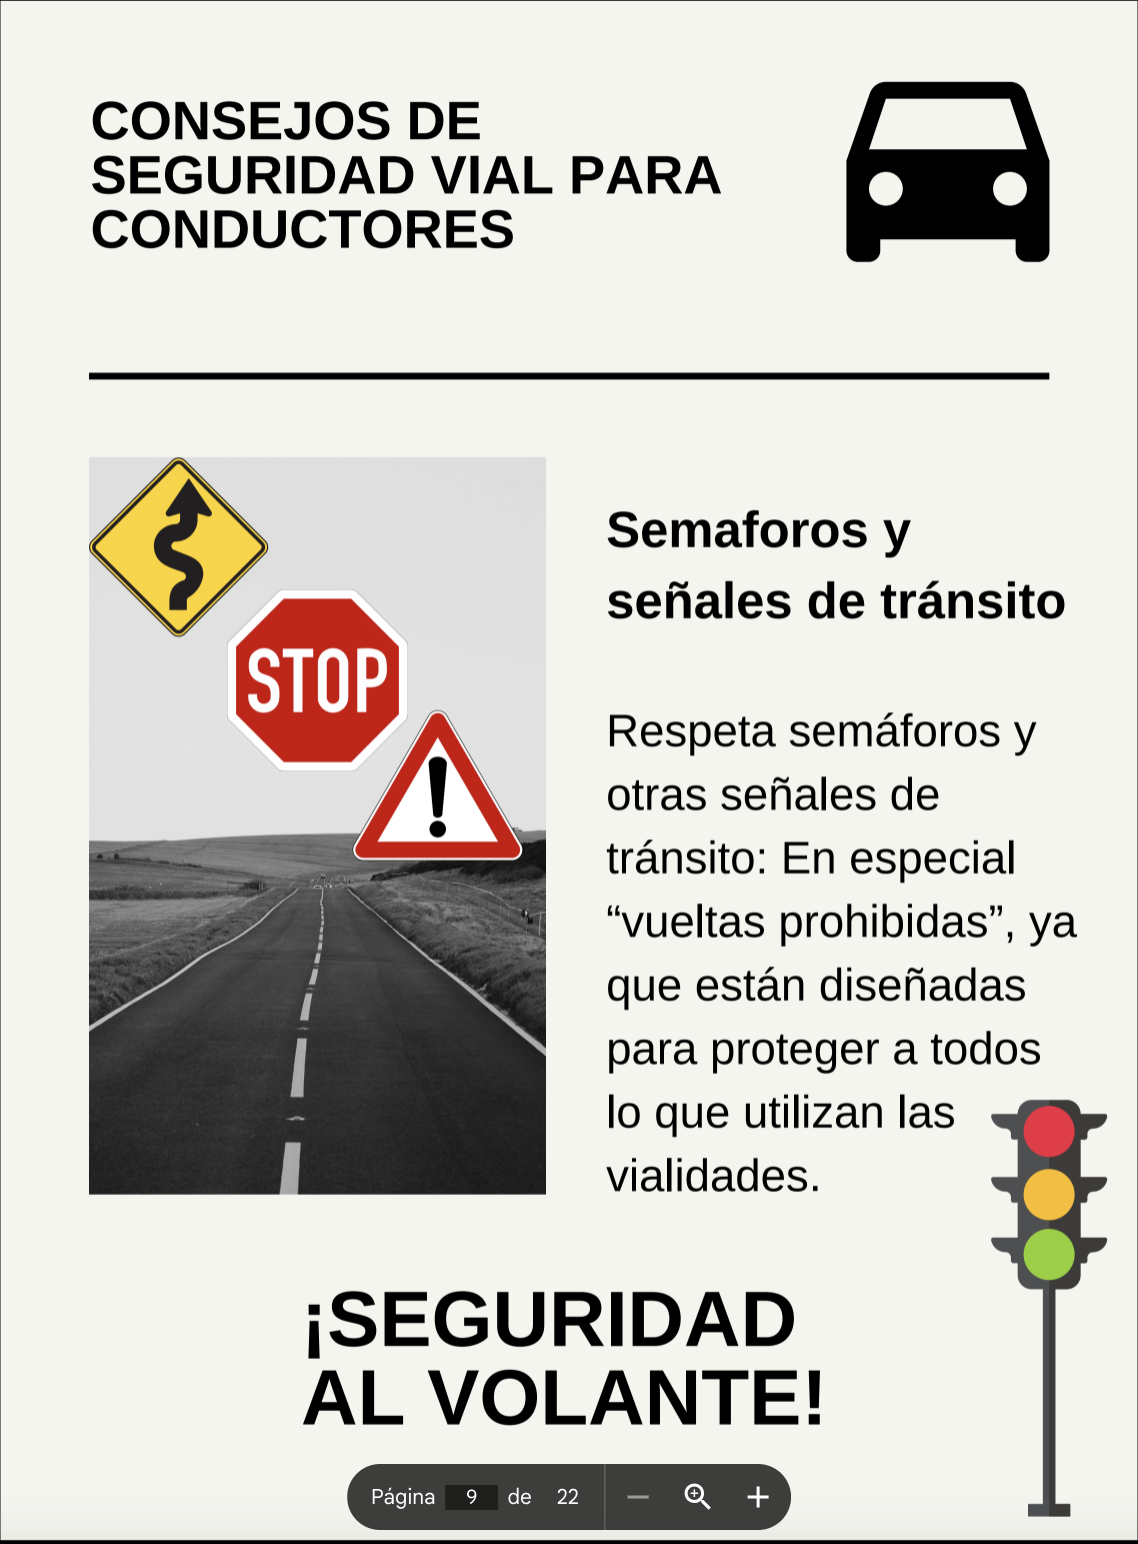 CONSEJOS DE
SEGURIDAD VIAL PARA
CONDUCTORES
STOP
Semaforos y
señales de tránsito
Respeta semáforos y
otras señales de
tránsito: En especial
“vueltas prohibidas”, ya
que están diseñadas
para proteger a todos
lo que utilizan las
vialidades.
¡SEGURIDAD
AL VOLANTE!
Página 9 de 22